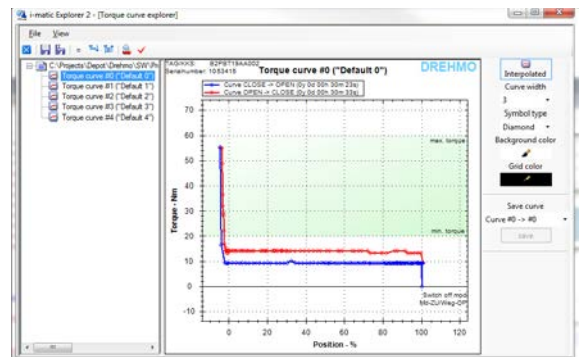 i-matic Explorer 2 - [Torque curve explorer]
File View
C:\Projects\Depot\Drehmo\SW\Pri
Torque curve #0 ("Default 0")
Torque curve #1 ("Default 1")
Torque curve #2 ("Default 2")
Torque curve #3 ("Default 3")
Torque curve #4 ("Default 4")
TAG/KKS:
Serialnumber: 1053415
Torque curve #0 ("Default 0")
DREHMO
Curve CLOSE -> OPEN (0y 0d 00h 30m 23s)
Curve OPEN -> CLOSE (0y 0d 00h 30m 33s)
70
60
50
40
30
20
10
0
-10
Torque - Nm
max. torque
min. torque
Switch off mod
0 20 40 60 80 100 120
Position - %
Interpolated
Curve width
3
Symbol type
Diamond
Background color
Grid color
Save curve
Curve #0 -> #0
save